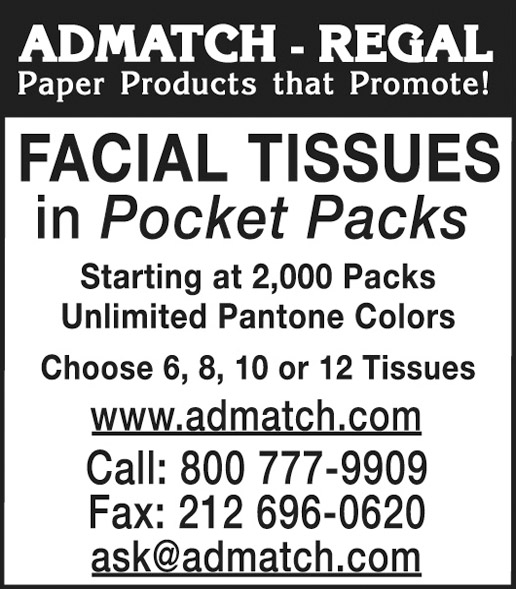 ADMATCH - REGAL
Paper Products that Promote!
FACIAL TISSUES
in Pocket Packs
Starting at 2,000 Packs
Unlimited Pantone Colors
Choose 6, 8, 10 or 12 Tissues
www.admatch.com
Call: 800 777-9909
Fax: 212 696-0620
ask@admatch.com